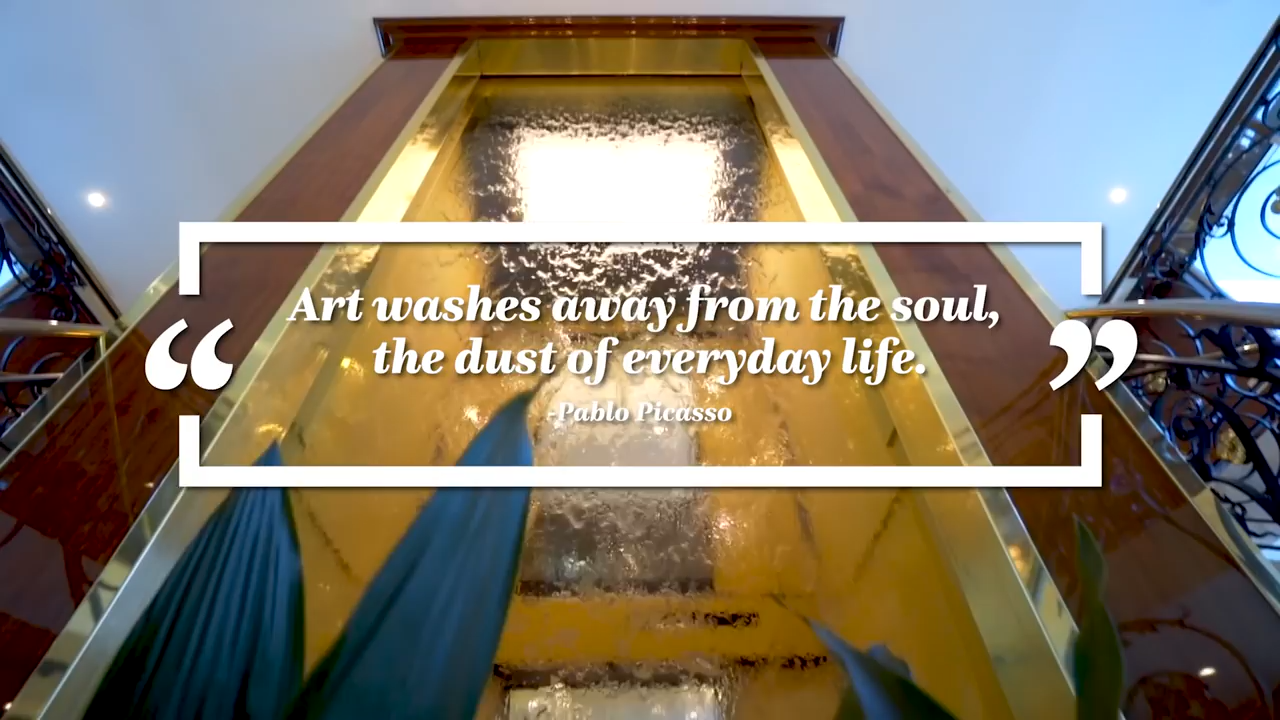 “Art washes away from the soul,
the dust of everyday life.”
-Pablo Picasso